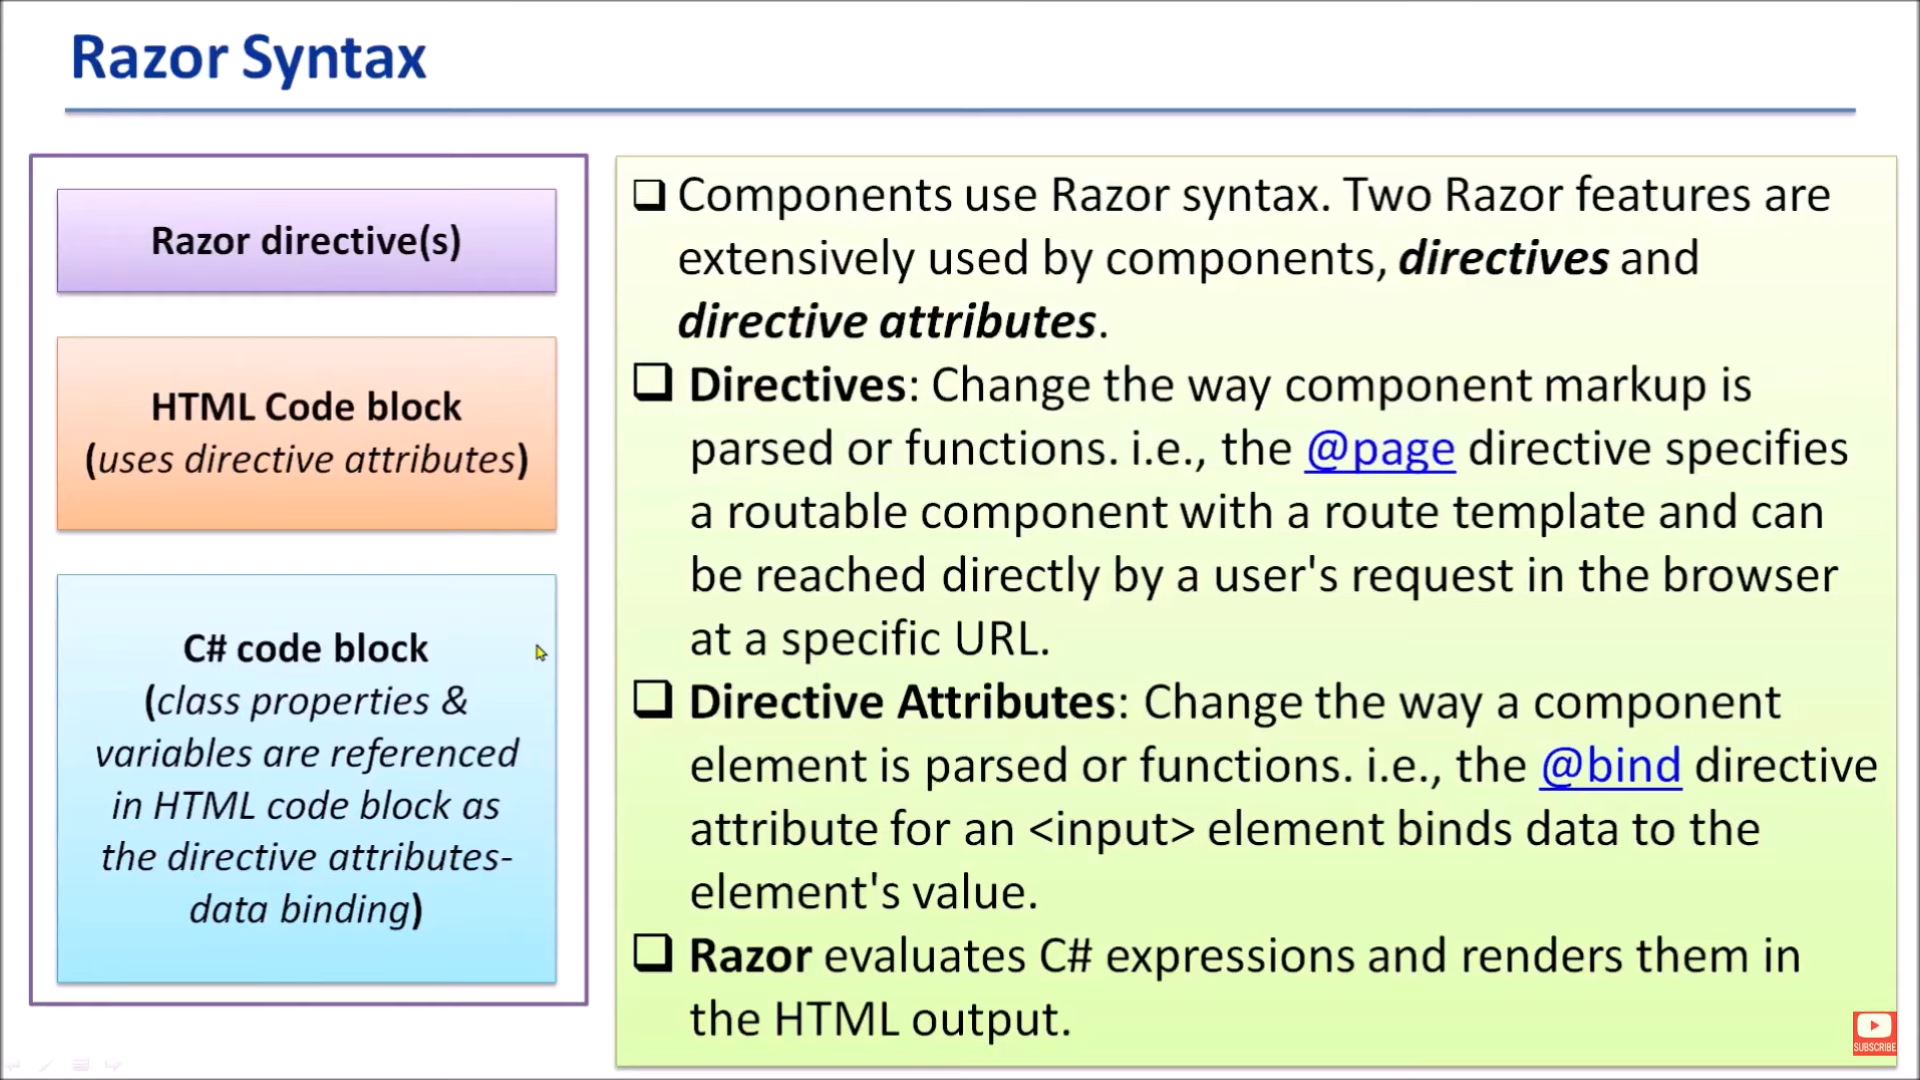 Razor Syntax
Razor directive(s)
HTML Code block
(uses directive attributes)
C# code block
(class properties &
variables are referenced
in HTML code block as
the directive attributes-
data binding)
Components use Razor syntax. Two Razor features are
extensively used by components, directives and
directive attributes.
Directives: Change the way component markup is
parsed or functions. i.e., the @page directive specifies
a routable component with a route template and can
be reached directly by a user's request in the browser
at a specific URL.
Directive Attributes: Change the way a component
element is parsed or functions. i.e., the @bind directive
attribute for an <input> element binds data to the
element's value.
Razor evaluates C# expressions and renders them in
the HTML output.
SUBSCRIBE